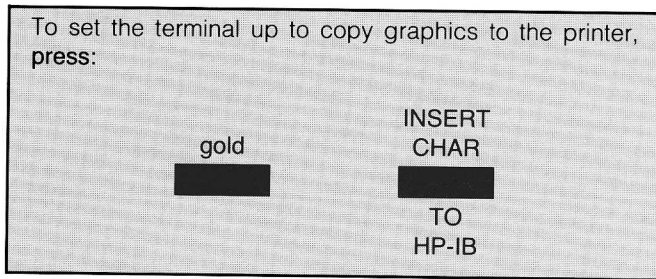 To set the terminal up to copy graphics to the printer,
press:
gold
INSERT
CHAR
TO
HP-IB